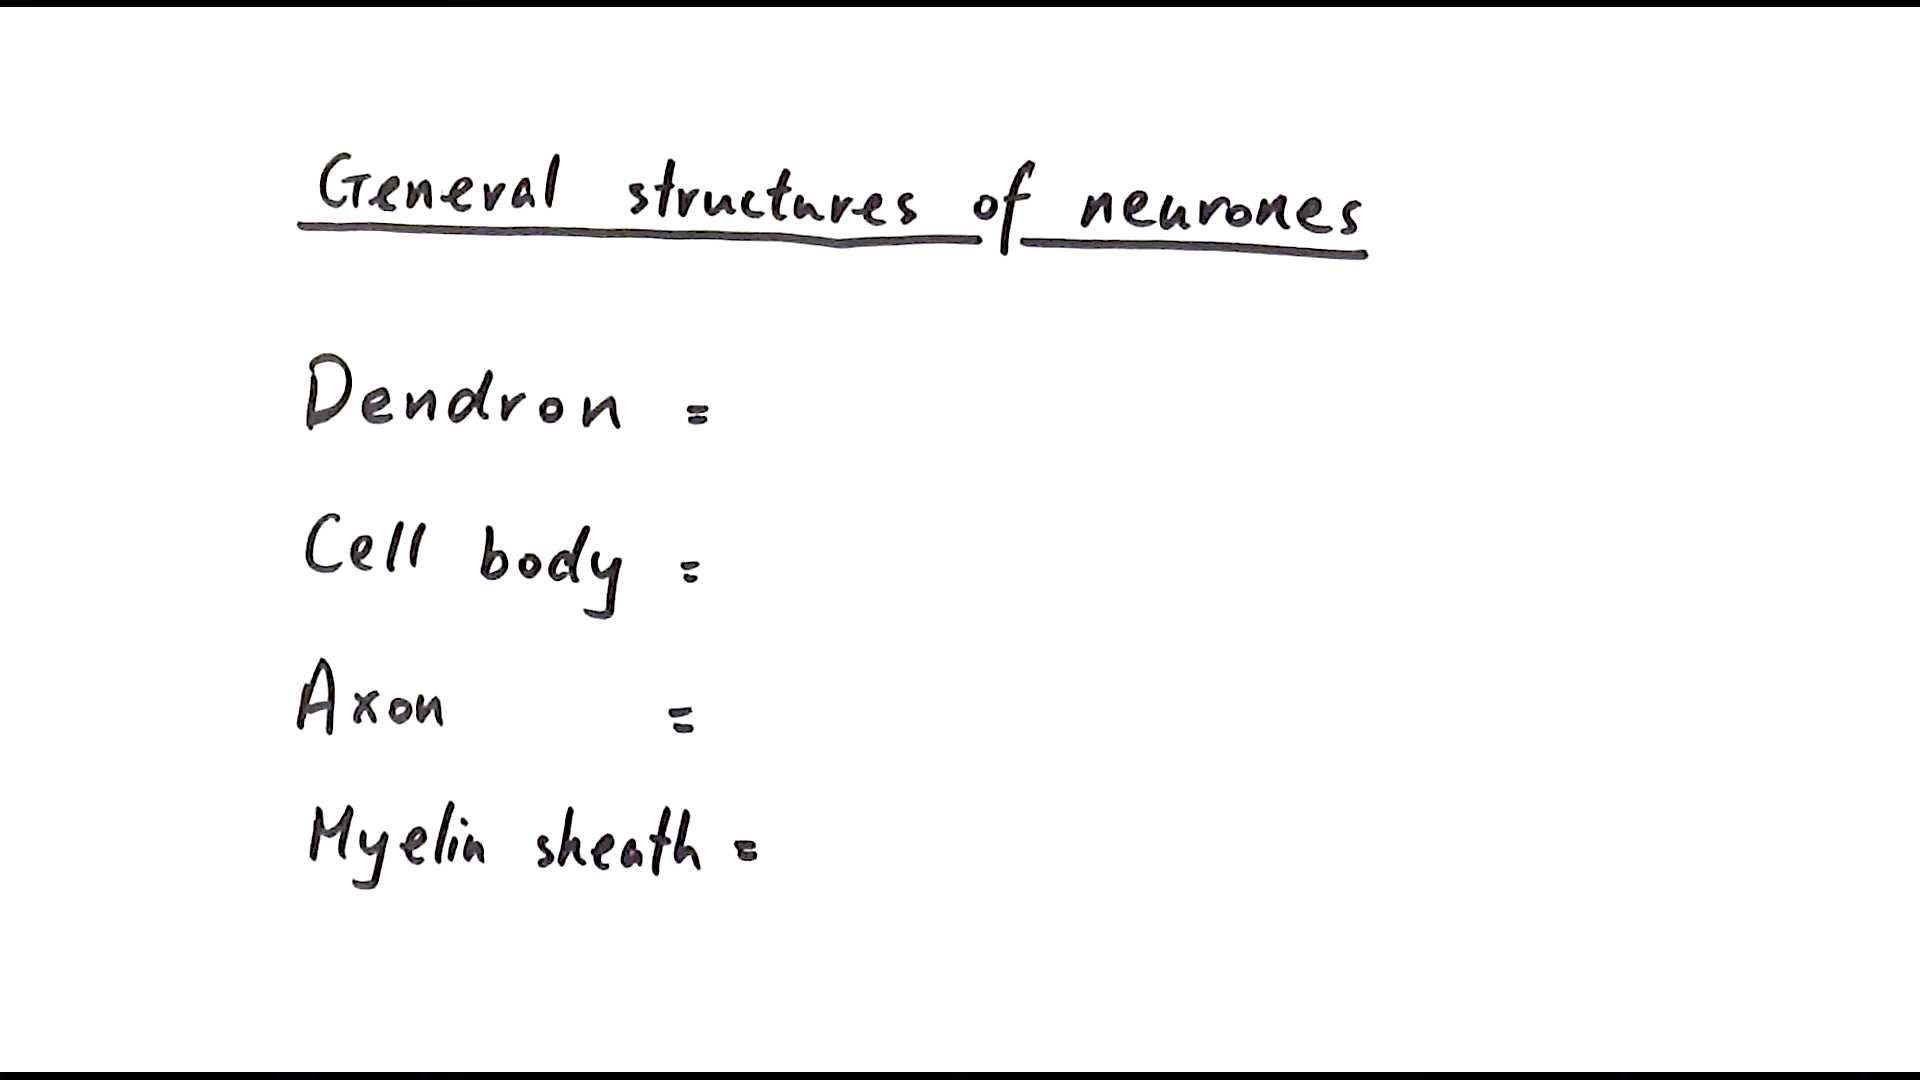 General structures of neurones
Dendron =
Cell body =
Axon =
Myelin sheath =